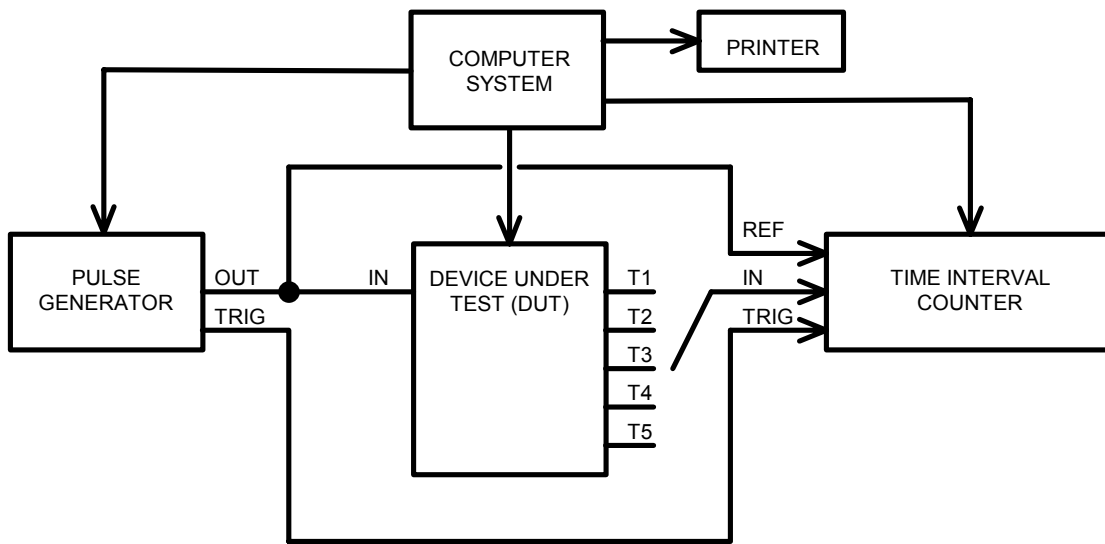 COMPUTER
SYSTEM
PRINTER
PULSE
GENERATOR
OUT
TRIG
IN
DEVICE UNDER
TEST (DUT)
T1
T2
T3
T4
T5
REF
IN
TRIG
TIME INTERVAL
COUNTER